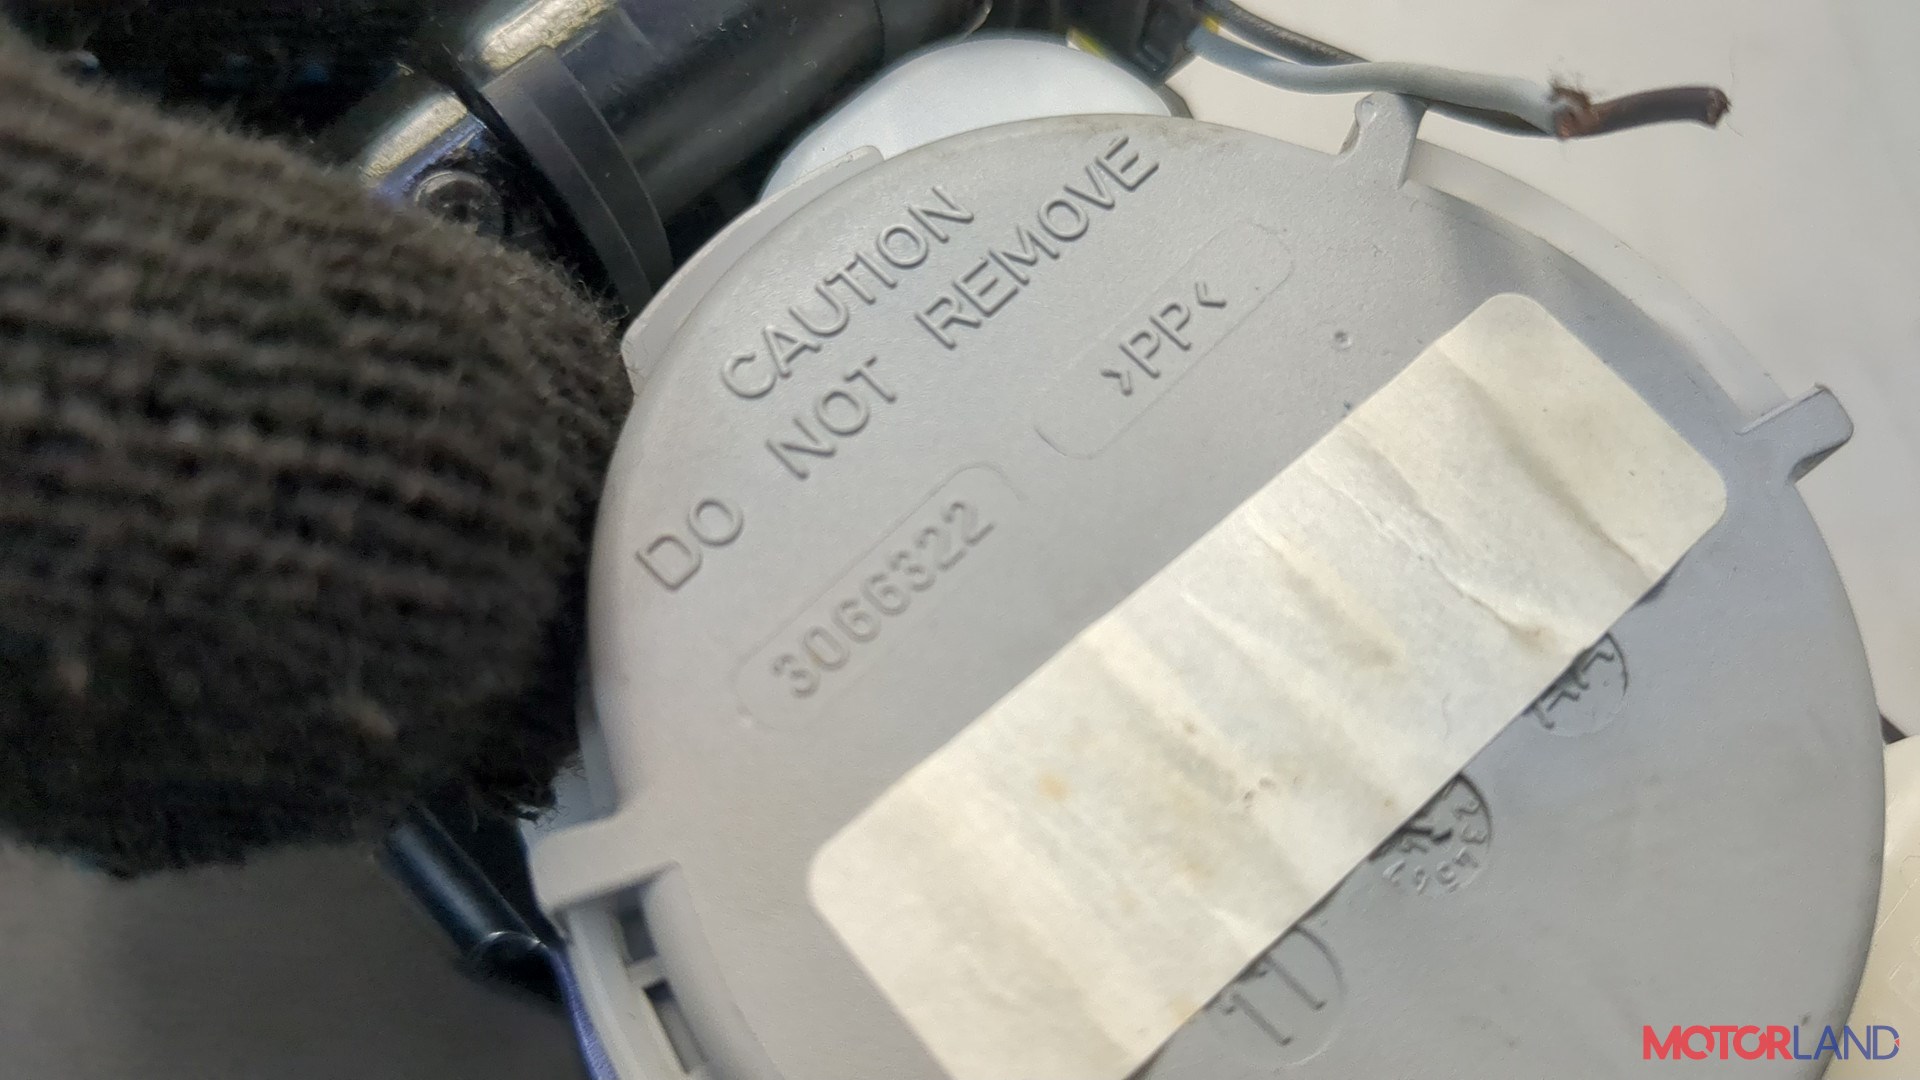 CAUTION
DO NOT REMOVE
>PP<
3066322
MOTORLAND